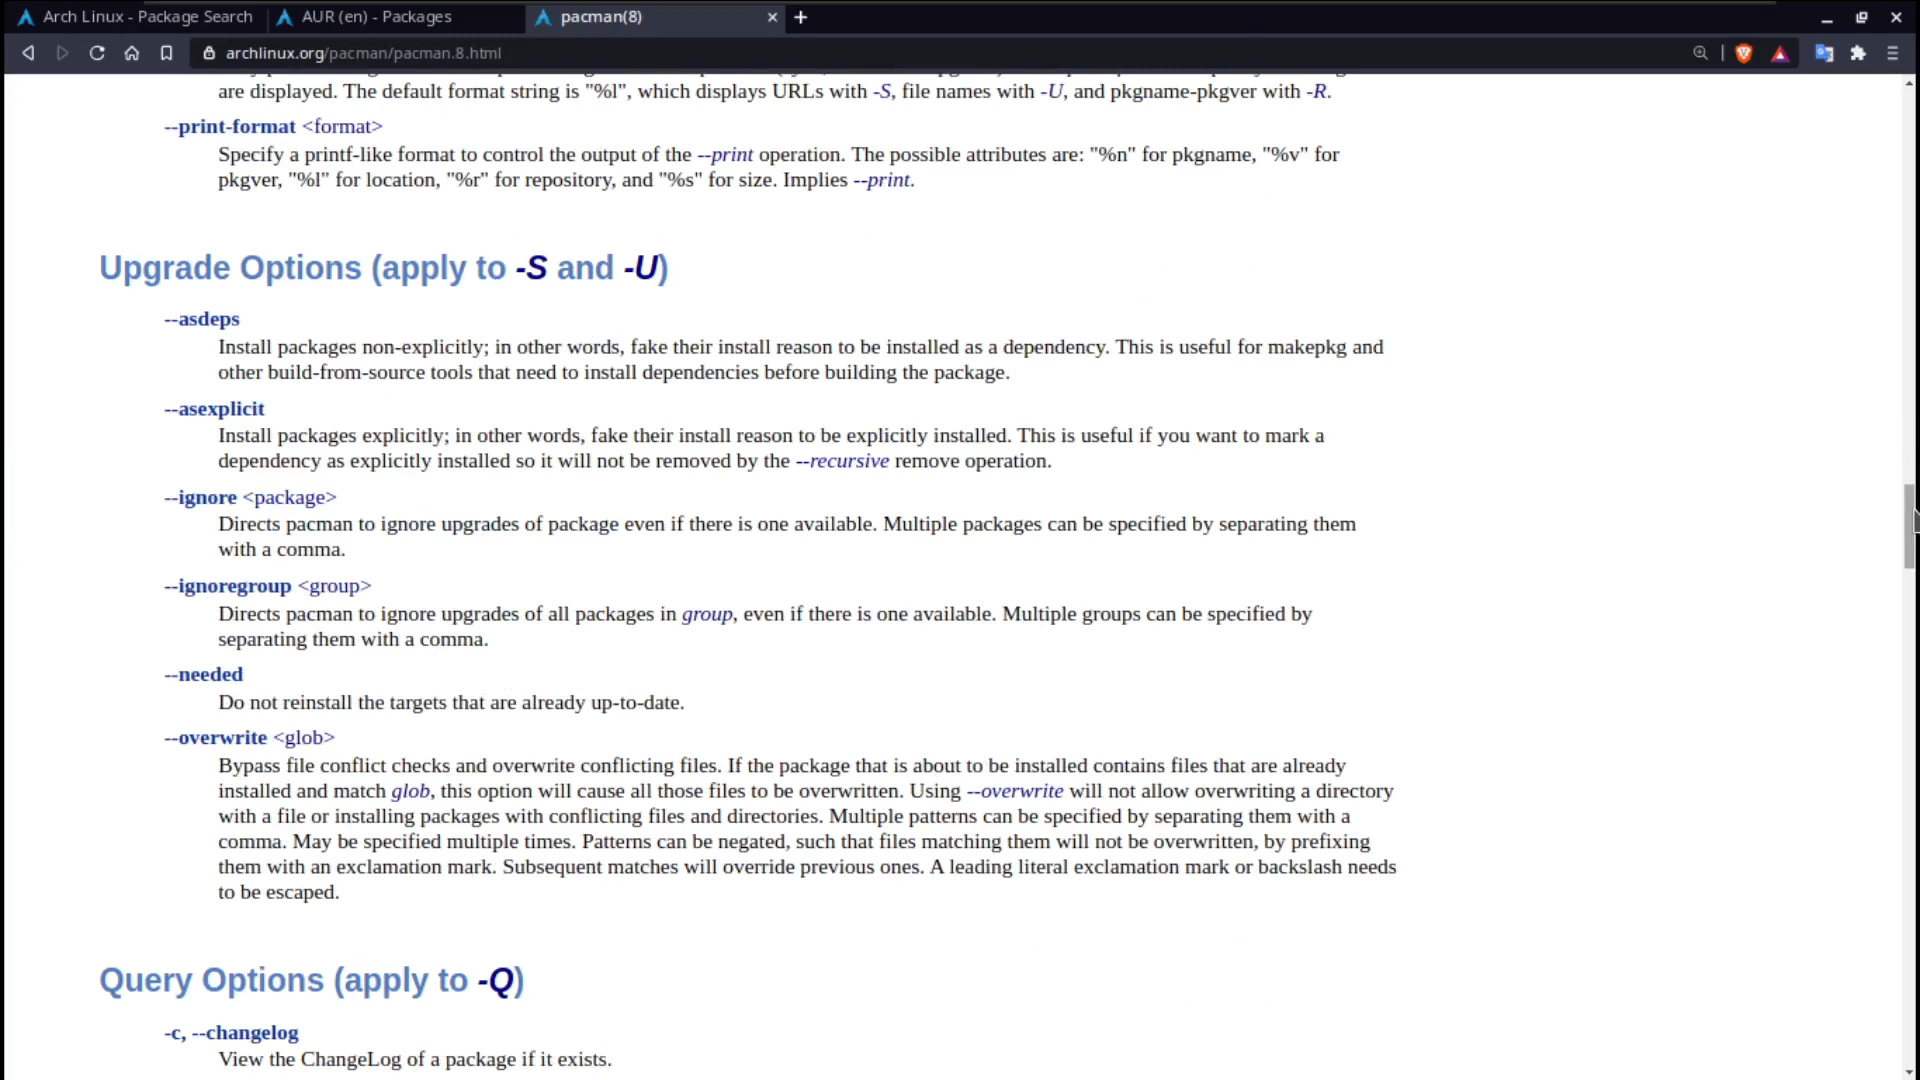 Arch Linux - Package Search
AUR (en) - Packages
pacman(8)
archlinux.org/pacman/pacman.8.html
are displayed. The default format string is "%l", which displays URLs with -S, file names with -U, and pkgname-pkgver with -R.
--print-format <format>
Specify a printf-like format to control the output of the --print operation. The possible attributes are: "%n" for pkgname, "%v" for
pkgver, "%l" for location, "%r" for repository, and "%s" for size. Implies --print.
Upgrade Options (apply to -S and -U)
--asdeps
Install packages non-explicitly; in other words, fake their install reason to be installed as a dependency. This is useful for makepkg and
other build-from-source tools that need to install dependencies before building the package.
--asexplicit
Install packages explicitly; in other words, fake their install reason to be explicitly installed. This is useful if you want to mark a
dependency as explicitly installed so it will not be removed by the --recursive remove operation.
--ignore <package>
Directs pacman to ignore upgrades of package even if there is one available. Multiple packages can be specified by separating them
with a comma.
--ignoregroup <group>
Directs pacman to ignore upgrades of all packages in group, even if there is one available. Multiple groups can be specified by
separating them with a comma.
--needed
Do not reinstall the targets that are already up-to-date.
--overwrite <glob>
Bypass file conflict checks and overwrite conflicting files. If the package that is about to be installed contains files that are already
installed and match glob, this option will cause all those files to be overwritten. Using --overwrite will not allow overwriting a directory
with a file or installing packages with conflicting files and directories. Multiple patterns can be specified by separating them with a
comma. May be specified multiple times. Patterns can be negated, such that files matching them will not be overwritten, by prefixing
them with an exclamation mark. Subsequent matches will override previous ones. A leading literal exclamation mark or backslash needs
to be escaped.
Query Options (apply to -Q)
-c, --changelog
View the ChangeLog of a package if it exists.